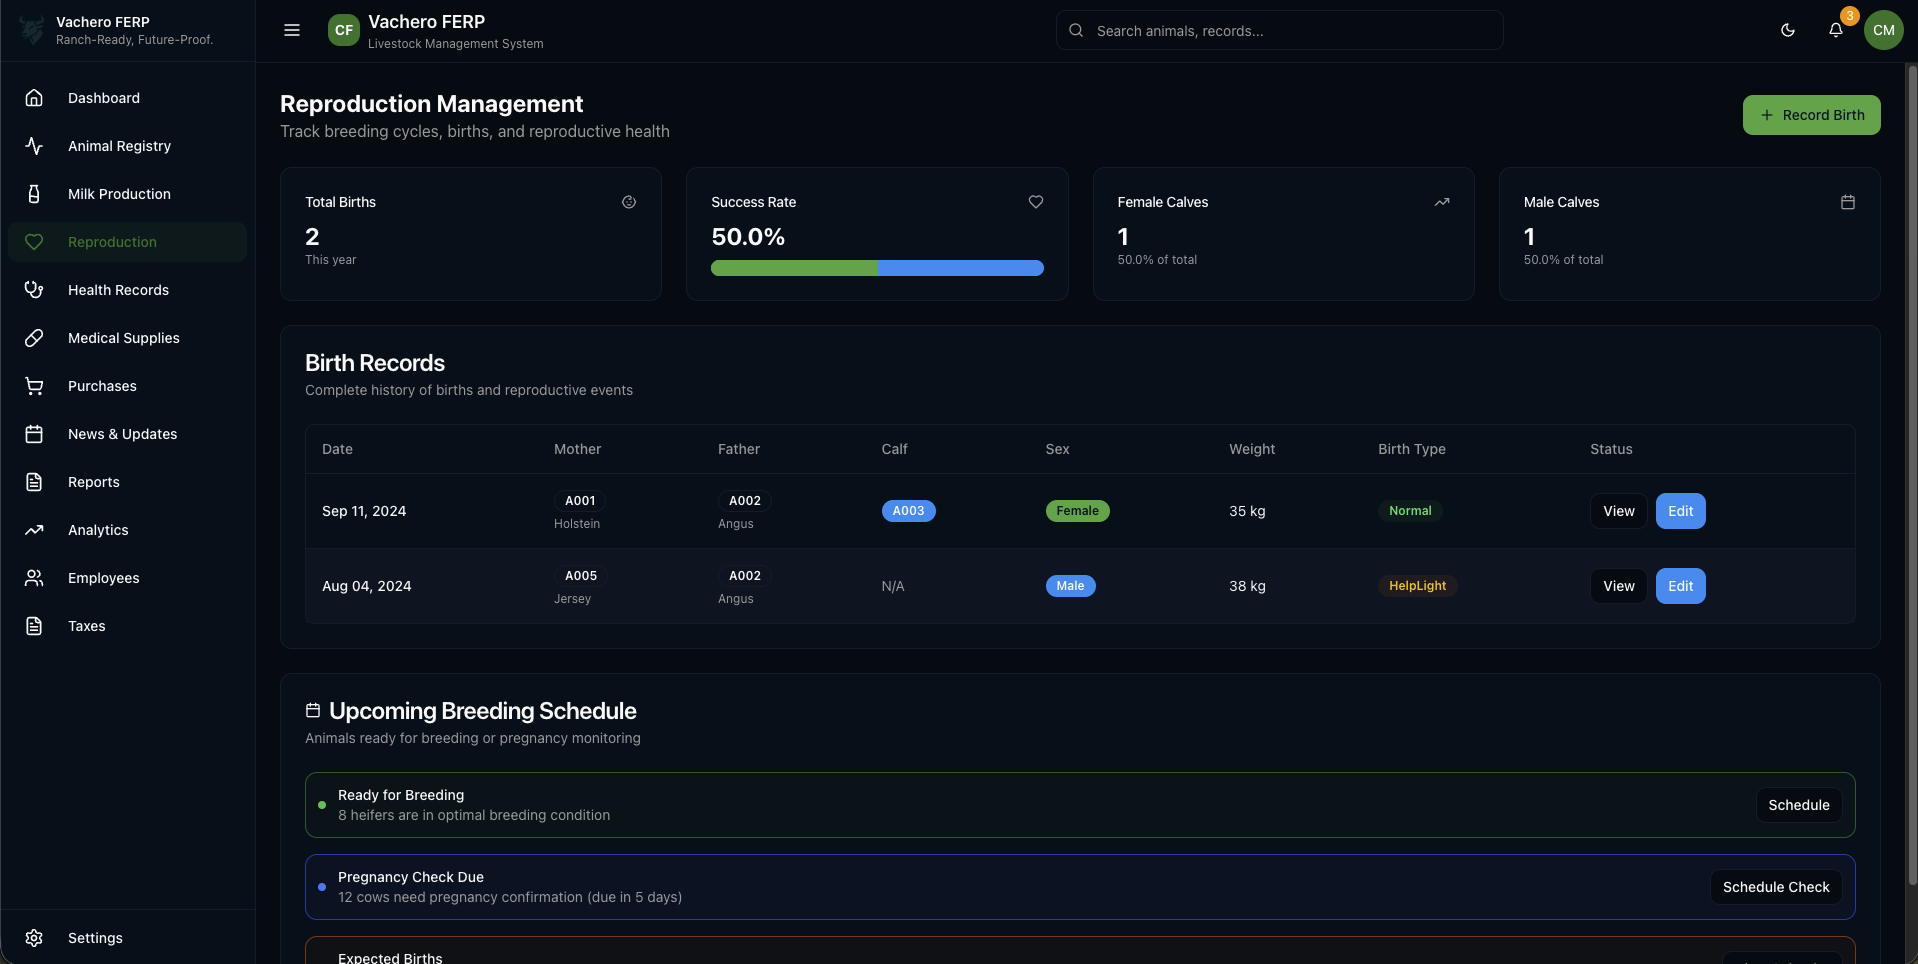 Vachero FERP
Ranch-Ready, Future-Proof.
CF
Vachero FERP
Livestock Management System
Search animals, records...
3
CM
Dashboard
Animal Registry
Milk Production
Reproduction
Health Records
Medical Supplies
Purchases
News & Updates
Reports
Analytics
Employees
Taxes
Settings
Reproduction Management
Track breeding cycles, births, and reproductive health
+ Record Birth
Total Births
2
This year
Success Rate
50.0%
Female Calves
1
50.0% of total
Male Calves
1
50.0% of total
Birth Records
Complete history of births and reproductive events
Date Mother Father Calf Sex Weight Birth Type Status
Sep 11, 2024 A001 Holstein A002 Angus A003 Female 35 kg Normal View Edit
Aug 04, 2024 A005 Jersey A002 Angus N/A Male 38 kg HelpLight View Edit
Upcoming Breeding Schedule
Animals ready for breeding or pregnancy monitoring
Ready for Breeding
8 heifers are in optimal breeding condition
Schedule
Pregnancy Check Due
12 cows need pregnancy confirmation (due in 5 days)
Schedule Check
Expected Births